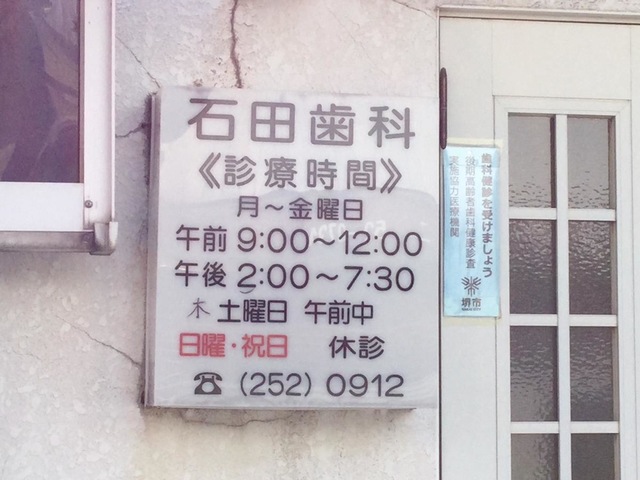 石田歯科
《診療時間》
月～金曜日
午前 9:00～12:00
午後 2:00～7:30
木 土曜日 午前中
日曜・祝日 休診
☎ (252) 0912
歯科健診を受けましょう
後期高齢者歯科健康診査
実施協力医療機関
堺市